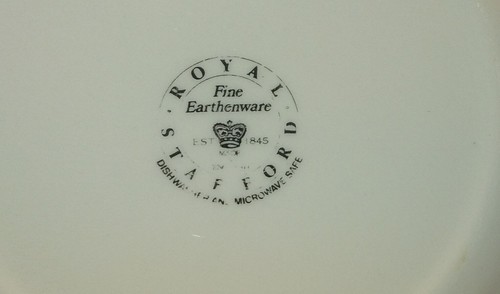 ROYAL
Fine
Earthenware
EST 1845
STAFFORD
MICROWAVE SAFE